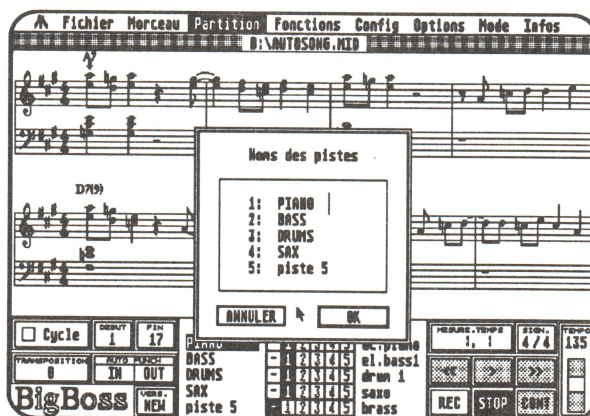 Fichier Morceau Partition Fonctions Config Options Mode Infos
D:\AUTOSONG.MID
A7
Noms des pistes
1: PIANO
2: BASS
3: DRUMS
4: SAX
5: piste 5
D7(9)
ANNULER OK
Cycle
DEBUT 1
FIN 17
TRANSPOSITION 0
AUTO PUNCH
IN OUT
BigBoss
VERS. NEW
PIANO 1 2 3 4 5
BASS - 1 2 3 4 5 el.bass1
DRUMS - 1 2 3 4 5 drum 1
SAX - 1 2 3 4 5 saxo
piste 5 - 1 2 3 4 5 brass
MESURE.TEMPS 1, 1
SIGN. 4/4
TEMPO 135
<< > >>
REC STOP CONT